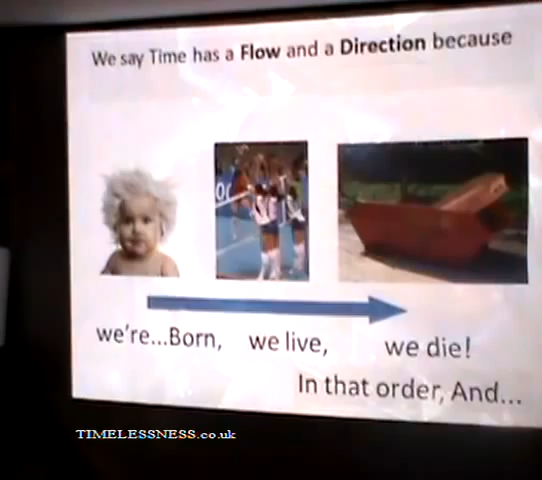 We say Time has a Flow and a Direction because
we're...Born, we live, we die!
In that order, And...
TIMELESSNESS.co.uk